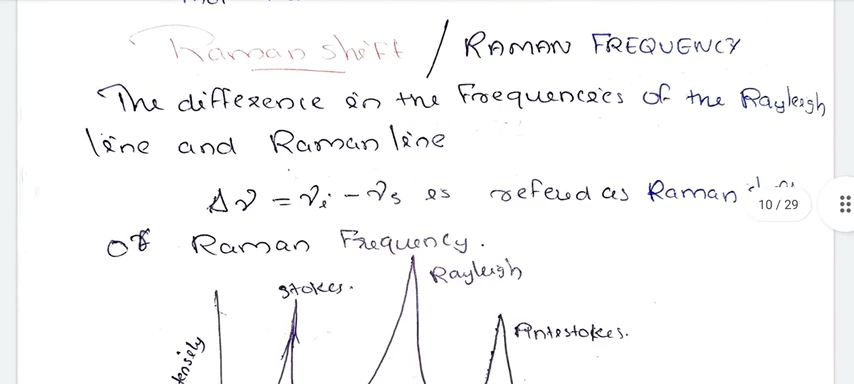 Raman shift / RAMAN FREQUENCY
The difference in the Frequencies of the Rayleigh
line and Raman line
Δν = νi - νs is refered as Raman
10 / 29
Or Raman Frequency.
Rayleigh
Stokes.
Antistokes.